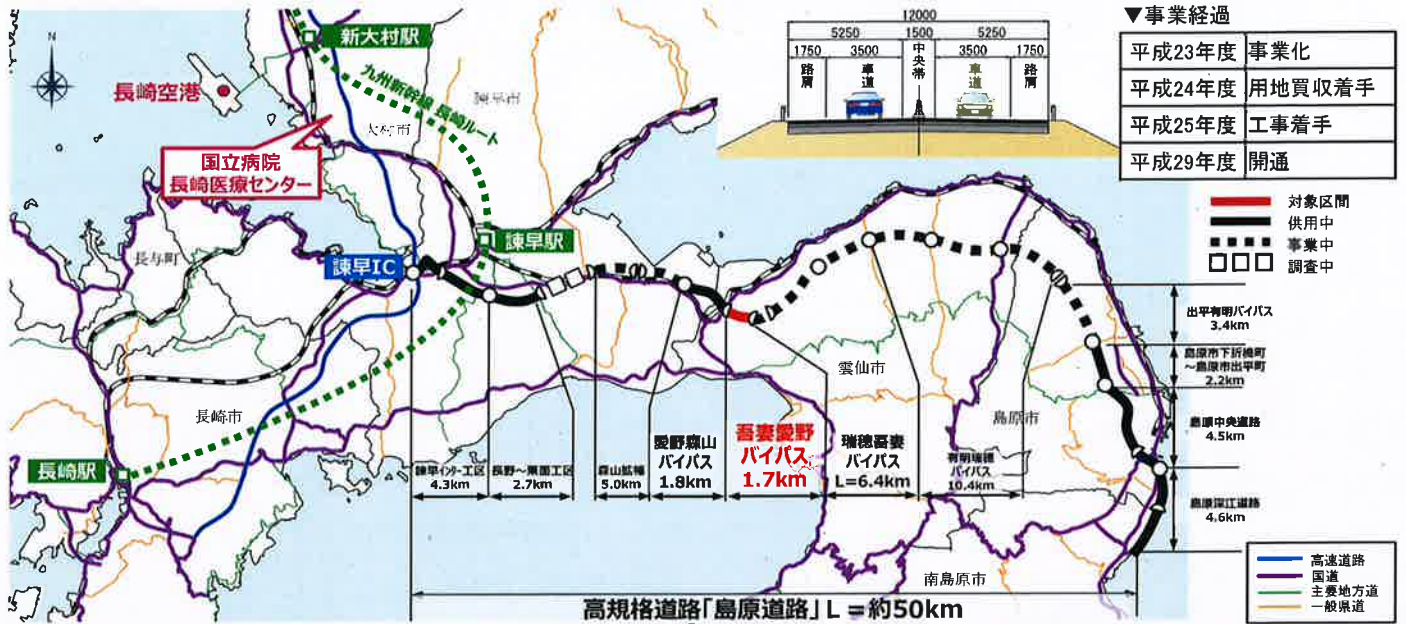 N
新大村駅
長崎空港
九州新幹線 長崎ルート
諫早市
大村市
国立病院
長崎医療センター
長与町
諫早駅
諫早IC
長崎市
長崎駅
雲仙市
島原市
南島原市
12000
5250
1500
5250
1750
3500
中央帯
3500
1750
路肩
車道
車道
路肩
▼事業経過
平成23年度 事業化
平成24年度 用地買収着手
平成25年度 工事着手
平成29年度 開通
対象区間
供用中
事業中
調査中
諫早インター工区
4.3km
長野~栗面工区
2.7km
森山拡幅
5.0km
愛野森山
バイパス
1.8km
吾妻愛野
バイパス
1.7km
瑞穂吾妻
バイパス
L=6.4km
有明瑞穂
バイパス
10.4km
出平有明バイパス
3.4km
島原市下折橋町
~島原市出平町
2.2km
島原中央道路
4.5km
島原深江道路
4.6km
高規格道路「島原道路」L=約50km
高速道路
国道
主要地方道
一般県道